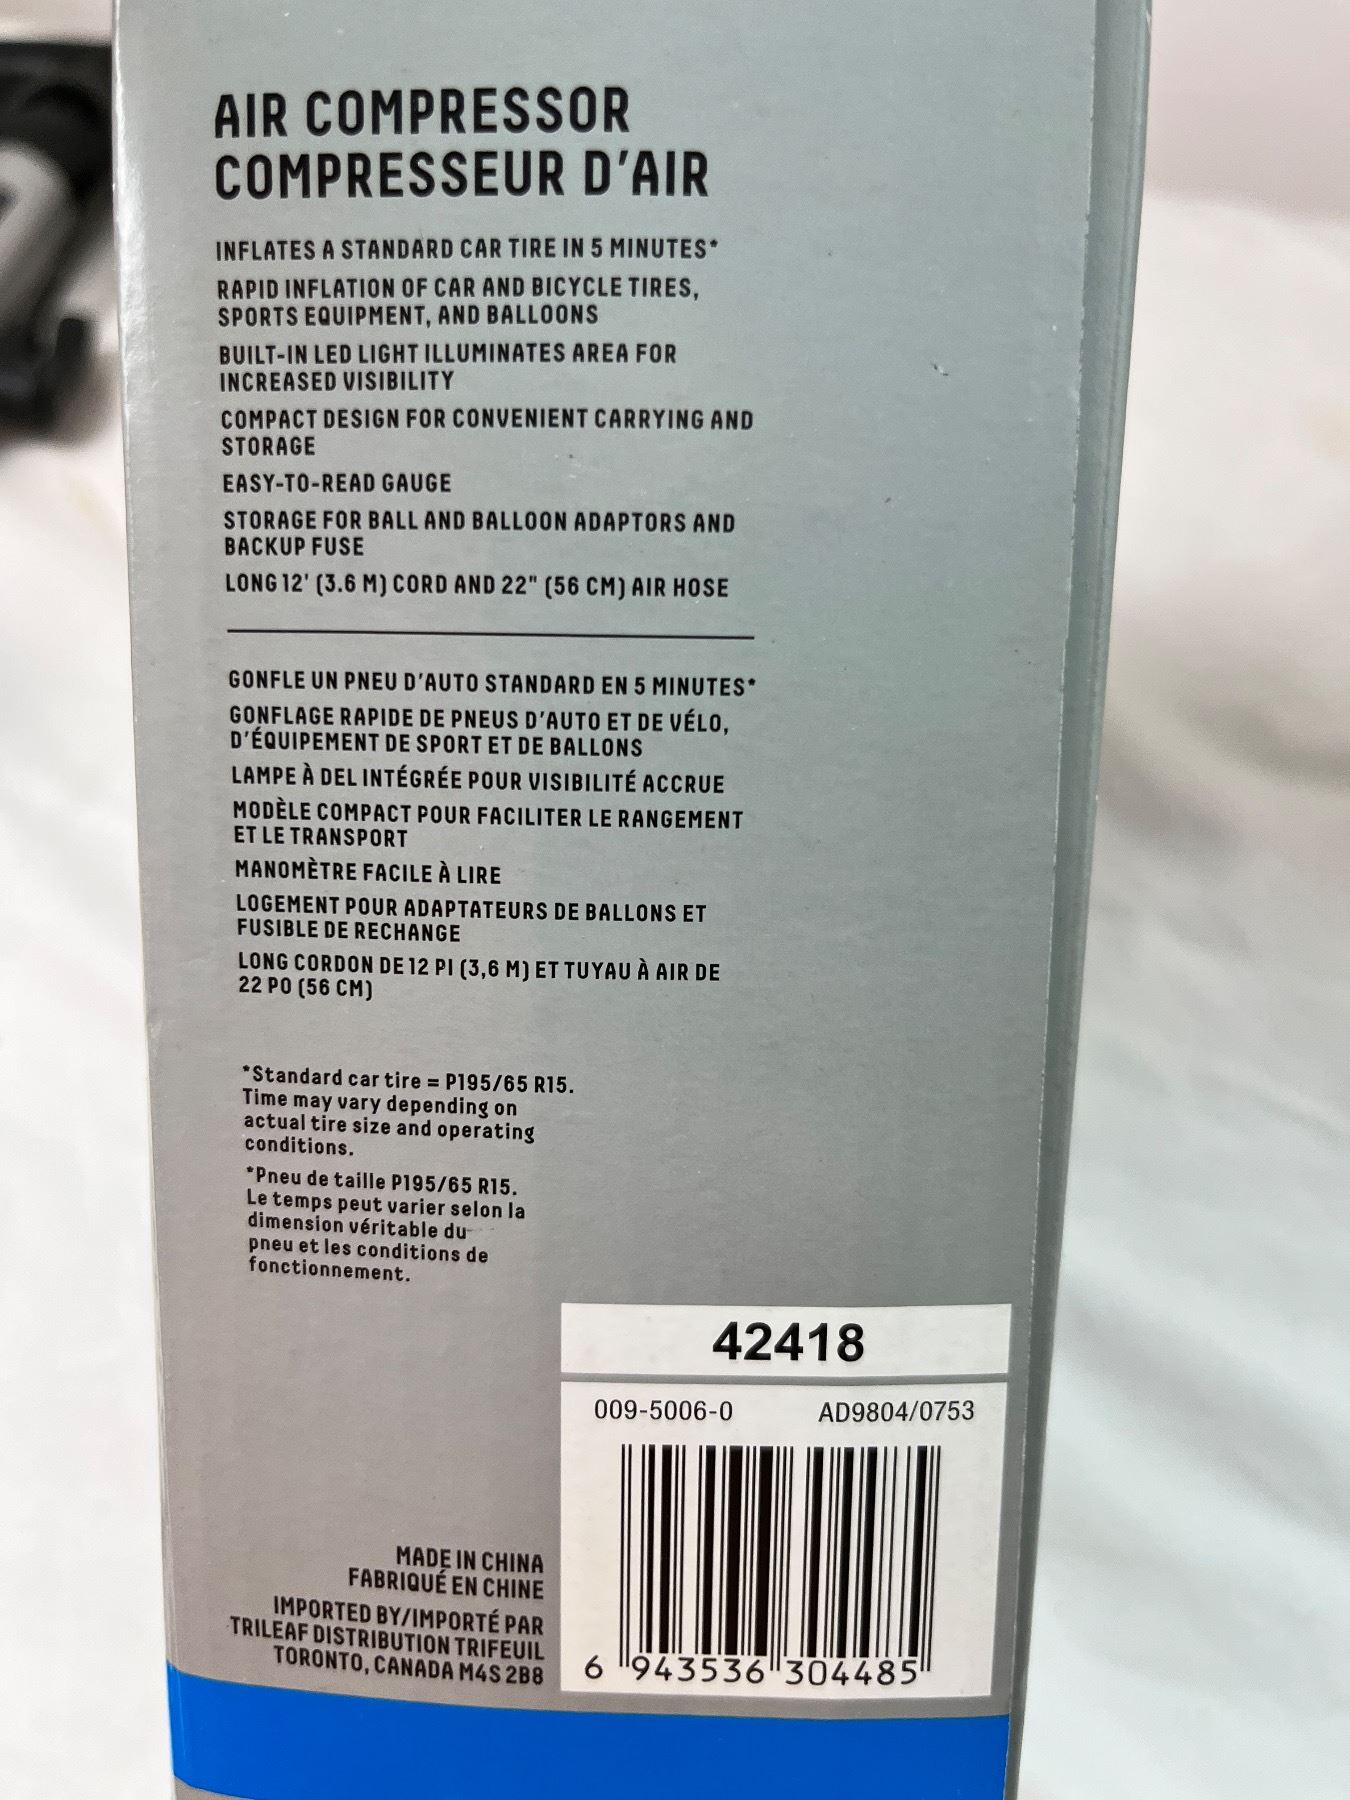 AIR COMPRESSOR
COMPRESSEUR D'AIR
INFLATES A STANDARD CAR TIRE IN 5 MINUTES*
RAPID INFLATION OF CAR AND BICYCLE TIRES,
SPORTS EQUIPMENT, AND BALLOONS
BUILT-IN LED LIGHT ILLUMINATES AREA FOR
INCREASED VISIBILITY
COMPACT DESIGN FOR CONVENIENT CARRYING AND
STORAGE
EASY-TO-READ GAUGE
STORAGE FOR BALL AND BALLOON ADAPTORS AND
BACKUP FUSE
LONG 12' (3.6 M) CORD AND 22" (56 CM) AIR HOSE
GONFLE UN PNEU D'AUTO STANDARD EN 5 MINUTES*
GONFLAGE RAPIDE DE PNEUS D'AUTO ET DE VÉLO,
D'ÉQUIPEMENT DE SPORT ET DE BALLONS
LAMPE À DEL INTÉGRÉE POUR VISIBILITÉ ACCRUE
MODÈLE COMPACT POUR FACILITER LE RANGEMENT
ET LE TRANSPORT
MANOMÈTRE FACILE À LIRE
LOGEMENT POUR ADAPTATEURS DE BALLONS ET
FUSIBLE DE RECHANGE
LONG CORDON DE 12 PI (3,6 M) ET TUYAU À AIR DE
22 PO (56 CM)
*Standard car tire = P195/65 R15.
Time may vary depending on
actual tire size and operating
conditions.
*Pneu de taille P195/65 R15.
Le temps peut varier selon la
dimension véritable du
pneu et les conditions de
fonctionnement.
42418
009-5006-0 AD9804/0753
MADE IN CHINA
FABRIQUÉ EN CHINE
IMPORTED BY/IMPORTÉ PAR
TRILEAF DISTRIBUTION TRIFEUIL
TORONTO, CANADA M4S 2B8
6 943536 304485